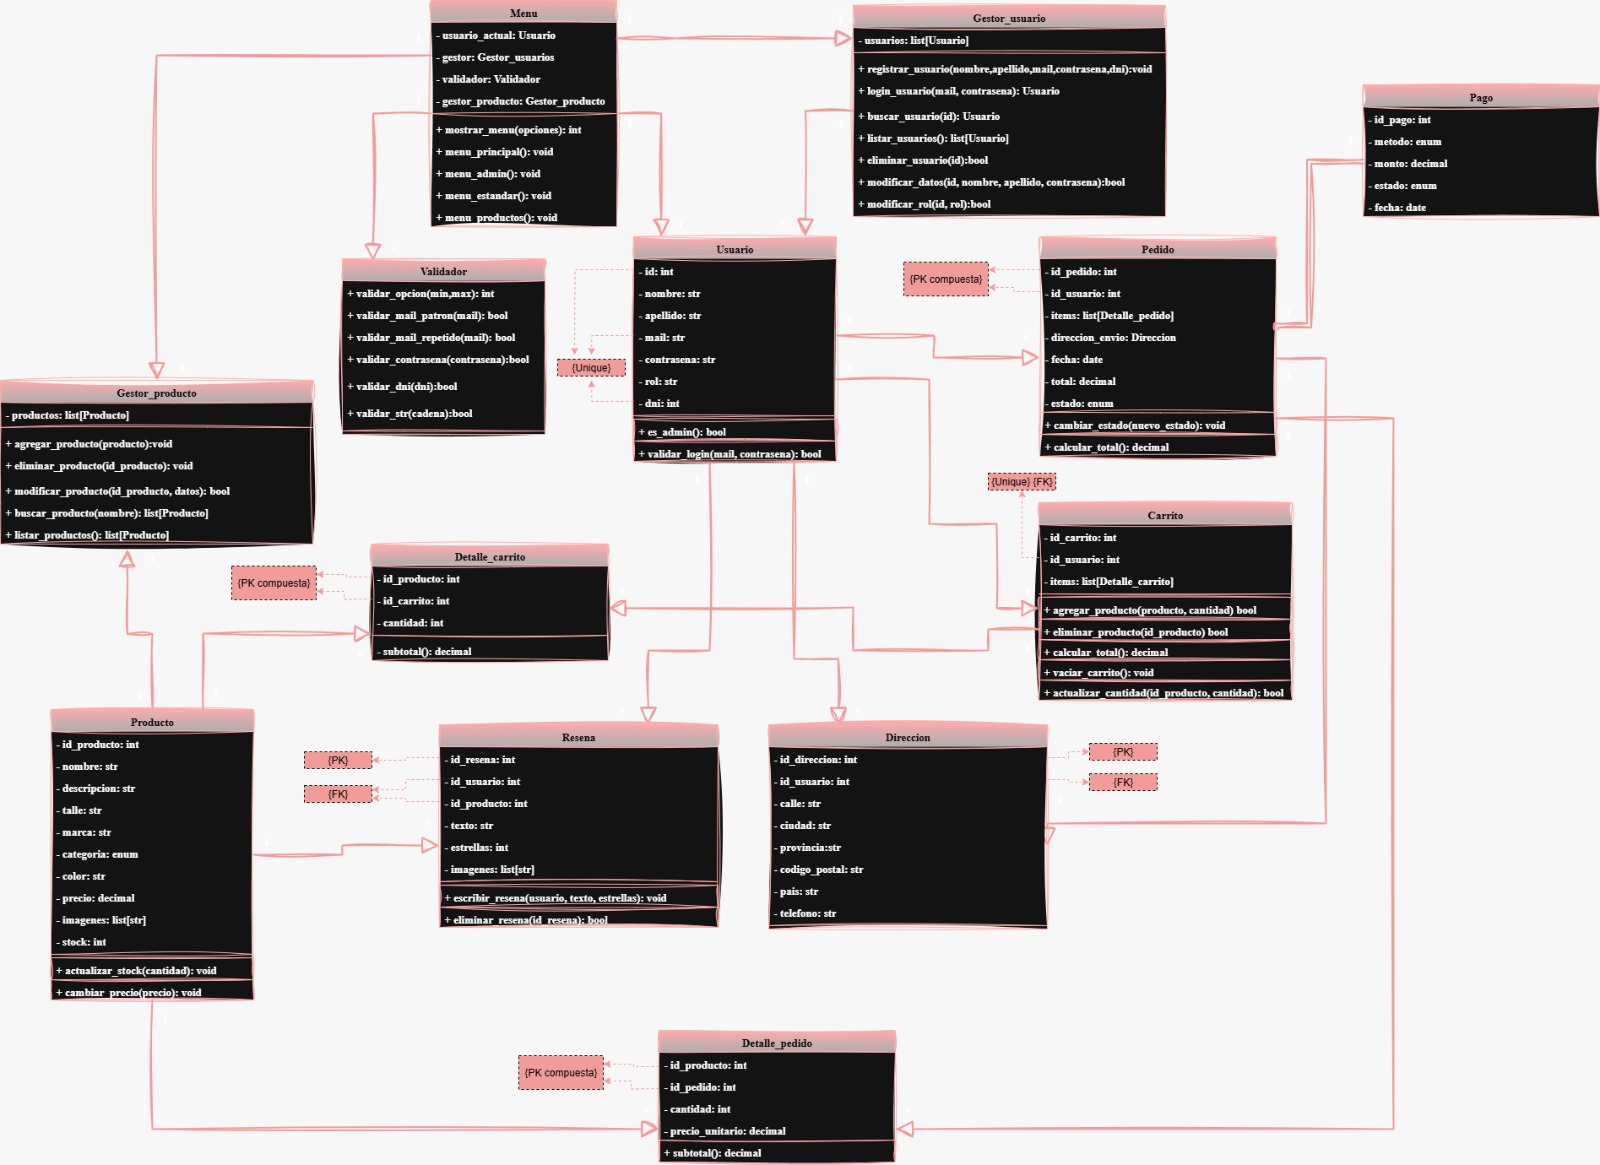 Menu
- usuario_actual: Usuario
- gestor: Gestor_usuarios
- validador: Validador
- gestor_producto: Gestor_producto
+ mostrar_menu(opciones): int
+ menu_principal(): void
+ menu_admin(): void
+ menu_estandar(): void
+ menu_productos(): void
Gestor_usuario
- usuarios: list[Usuario]
+ registrar_usuario(nombre,apellido,mail,contrasena,dni):void
+ login_usuario(mail, contrasena): Usuario
+ buscar_usuario(id): Usuario
+ listar_usuarios(): list[Usuario]
+ eliminar_usuario(id):bool
+ modificar_datos(id, nombre, apellido, contrasena):bool
+ modificar_rol(id, rol):bool
Pago
- id_pago: int
- metodo: enum
- monto: decimal
- estado: enum
- fecha: date
Validador
+ validar_opcion(min,max): int
+ validar_mail_patron(mail): bool
+ validar_mail_repetido(mail): bool
+ validar_contrasena(contrasena):bool
+ validar_dni(dni):bool
+ validar_str(cadena):bool
Usuario
- id: int
- nombre: str
- apellido: str
- mail: str
- contrasena: str
- rol: str
- dni: int
+ es_admin(): bool
+ validar_login(mail, contrasena): bool
{Unique}
Pedido
- id_pedido: int
- id_usuario: int
- items: list[Detalle_pedido]
- direccion_envio: Direccion
- fecha: date
- total: decimal
- estado: enum
+ cambiar_estado(nuevo_estado): void
+ calcular_total(): decimal
{PK compuesta}
Gestor_producto
- productos: list[Producto]
+ agregar_producto(producto):void
+ eliminar_producto(id_producto): void
+ modificar_producto(id_producto, datos): bool
+ buscar_producto(nombre): list[Producto]
+ listar_productos(): list[Producto]
{Unique} {FK}
Carrito
- id_carrito: int
- id_usuario: int
- items: list[Detalle_carrito]
+ agregar_producto(producto, cantidad) bool
+ eliminar_producto(id_producto) bool
+ calcular_total(): decimal
+ vaciar_carrito(): void
+ actualizar_cantidad(id_producto, cantidad): bool
Detalle_carrito
- id_producto: int
- id_carrito: int
- cantidad: int
- subtotal(): decimal
{PK compuesta}
Producto
- id_producto: int
- nombre: str
- descripcion: str
- talle: str
- marca: str
- categoria: enum
- color: str
- precio: decimal
- imagenes: list[str]
- stock: int
+ actualizar_stock(cantidad): void
+ cambiar_precio(precio): void
Resena
- id_resena: int
- id_usuario: int
- id_producto: int
- texto: str
- estrellas: int
- imagenes: list[str]
+ escribir_resena(usuario, texto, estrellas): void
+ eliminar_resena(id_resena): bool
{PK}
{FK}
Direccion
- id_direccion: int
- id_usuario: int
- calle: str
- ciudad: str
- provincia:str
- codigo_postal: str
- pais: str
- telefono: str
{PK}
{FK}
Detalle_pedido
- id_producto: int
- id_pedido: int
- cantidad: int
- precio_unitario: decimal
+ subtotal(): decimal
{PK compuesta}